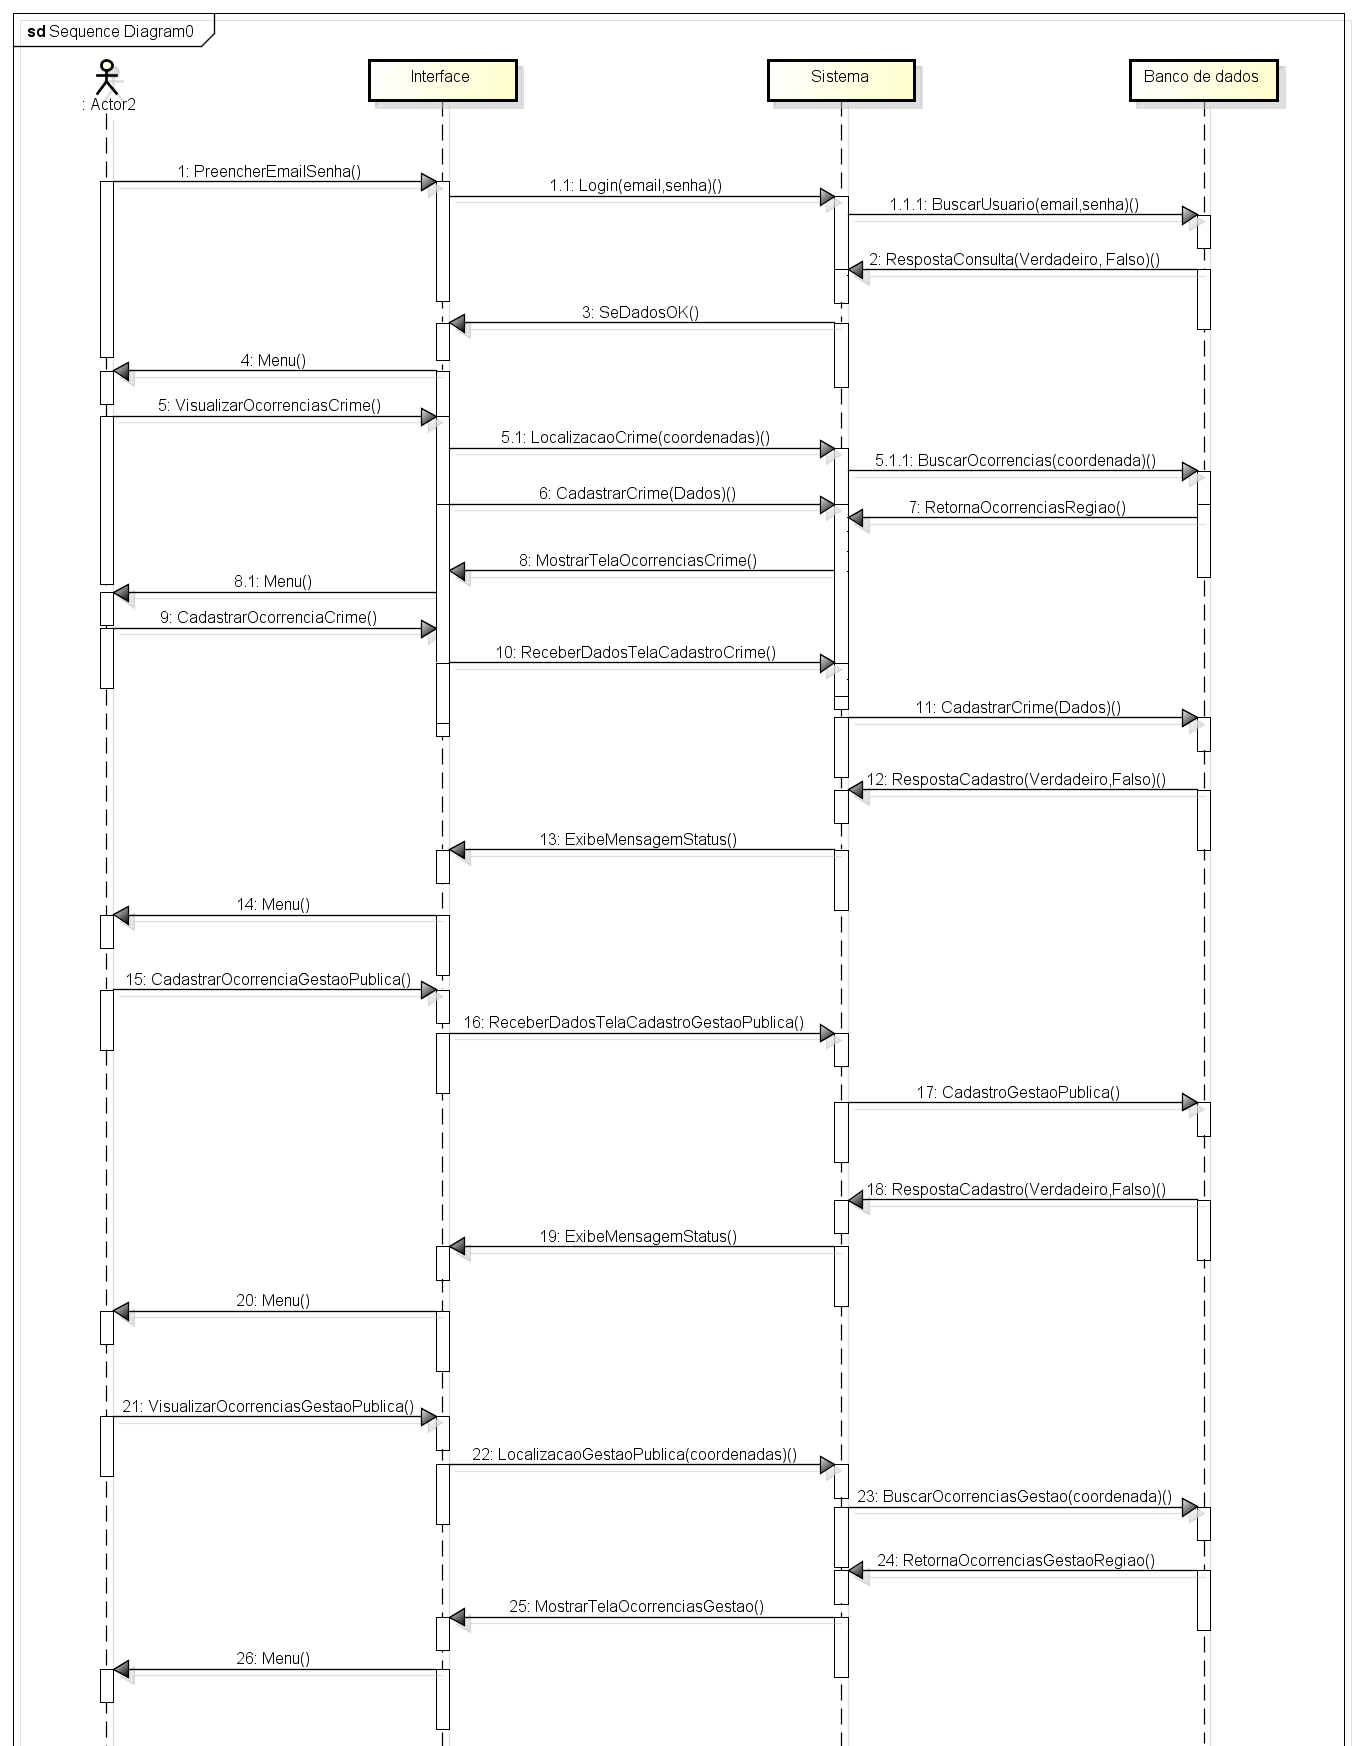 sd Sequence Diagram0
: Actor2
Interface
Sistema
Banco de dados
1: PreencherEmailSenha()
1.1: Login(email,senha)()
1.1.1: BuscarUsuario(email,senha)()
2: RespostaConsulta(Verdadeiro, Falso)()
3: SeDadosOK()
4: Menu()
5: VisualizarOcorrenciasCrime()
5.1: LocalizacaoCrime(coordenadas)()
5.1.1: BuscarOcorrencias(coordenada)()
6: CadastrarCrime(Dados)()
7: RetornaOcorrenciasRegiao()
8: MostrarTelaOcorrenciasCrime()
8.1: Menu()
9: CadastrarOcorrenciaCrime()
10: ReceberDadosTelaCadastroCrime()
11: CadastrarCrime(Dados)()
12: RespostaCadastro(Verdadeiro,Falso)()
13: ExibeMensagemStatus()
14: Menu()
15: CadastrarOcorrenciaGestaoPublica()
16: ReceberDadosTelaCadastroGestaoPublica()
17: CadastroGestaoPublica()
18: RespostaCadastro(Verdadeiro,Falso)()
19: ExibeMensagemStatus()
20: Menu()
21: VisualizarOcorrenciasGestaoPublica()
22: LocalizacaoGestaoPublica(coordenadas)()
23: BuscarOcorrenciasGestao(coordenada)()
24: RetornaOcorrenciasGestaoRegiao()
25: MostrarTelaOcorrenciasGestao()
26: Menu()